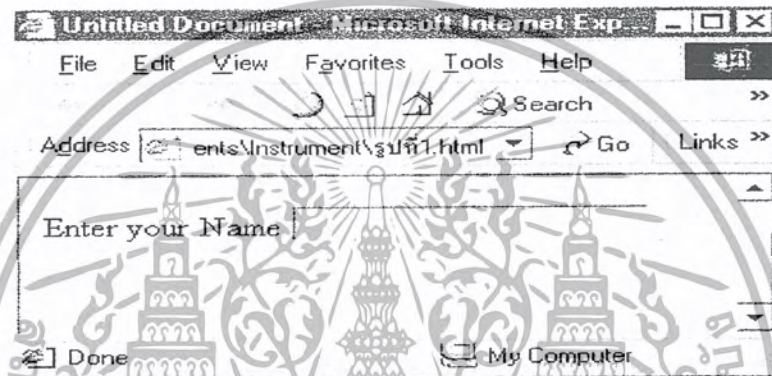 Untitled Document - Microsoft Internet Exp...
File Edit View Favorites Tools Help
Search »
Address ents\Instrument\รูปที่1.html Go Links »
Enter your Name
Done My Computer